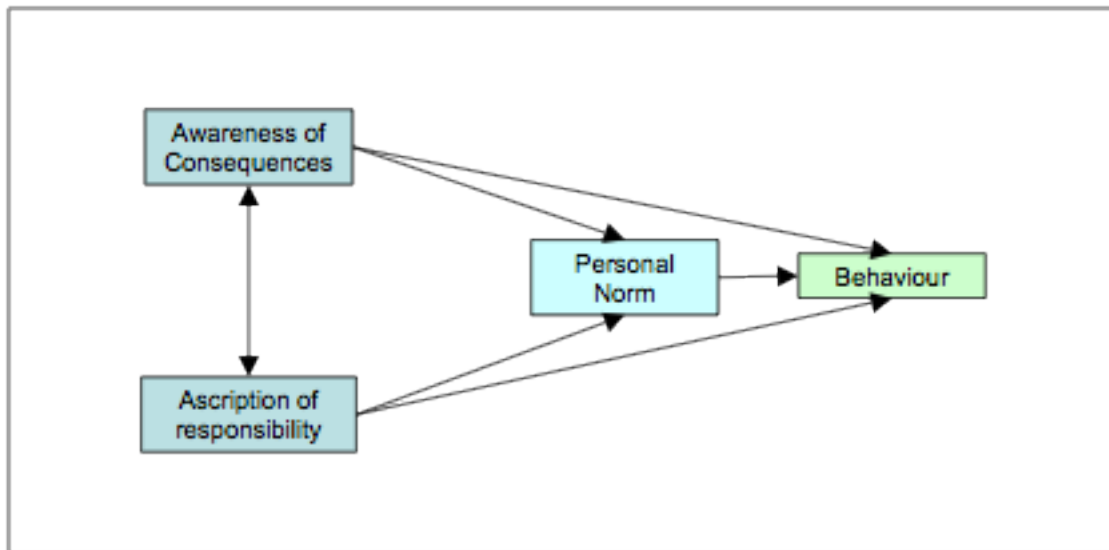 Awareness of
Consequences
Personal
Norm
Behaviour
Ascription of
responsibility